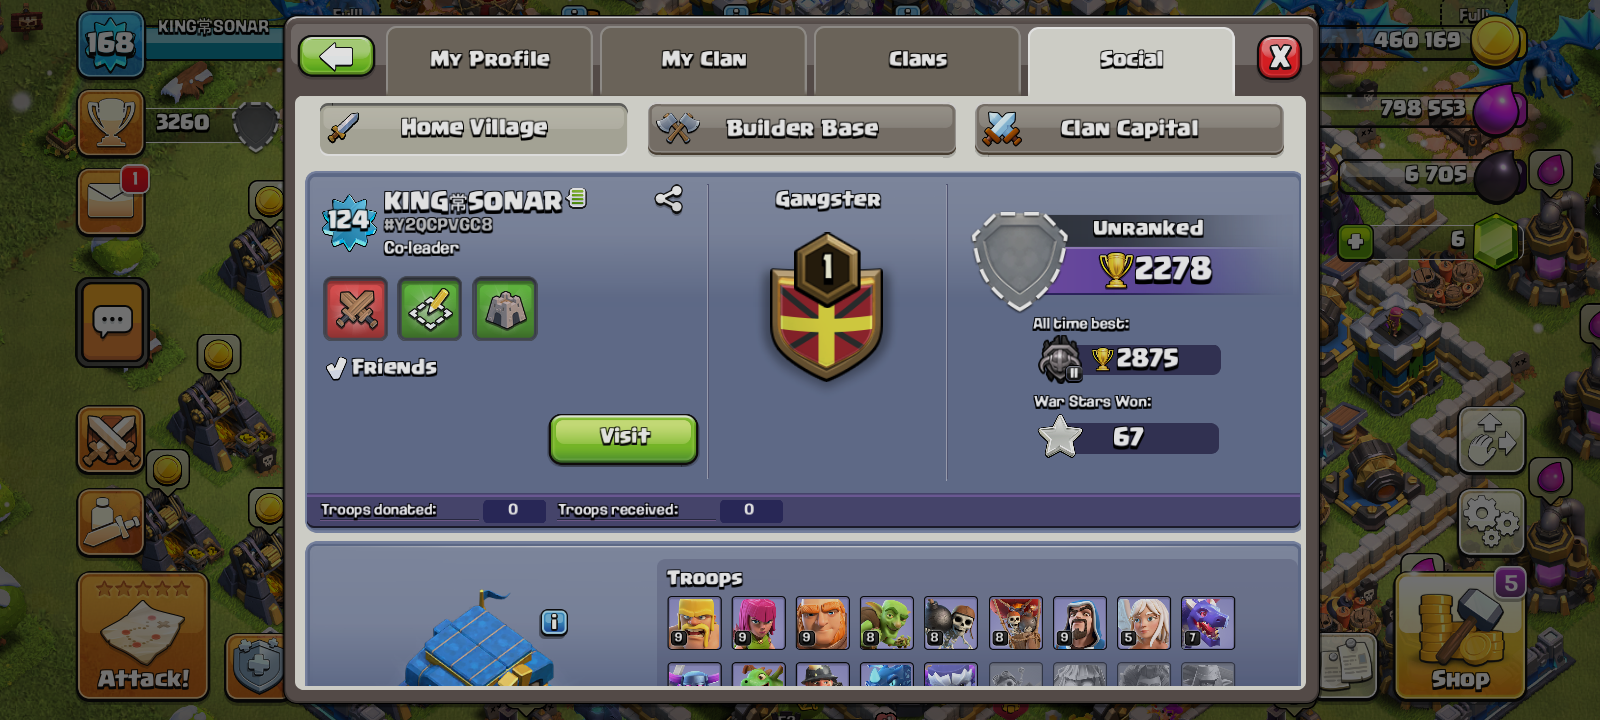 168
KING常SONAR
3260
1
Attack!
My Profile
My Clan
Clans
Social
X
Home Village
Builder Base
Clan Capital
124
KING常SONAR
#Y2QCPVGC8
Co-leader
Friends
Visit
Gangster
1
Unranked
2278
All time best:
II
2875
War Stars Won:
67
Troops donated: 0
Troops received: 0
i
Troops
9 9 9 8 8 8 9 5 7
Full
460 169
798 553
6 705
6
5
Shop